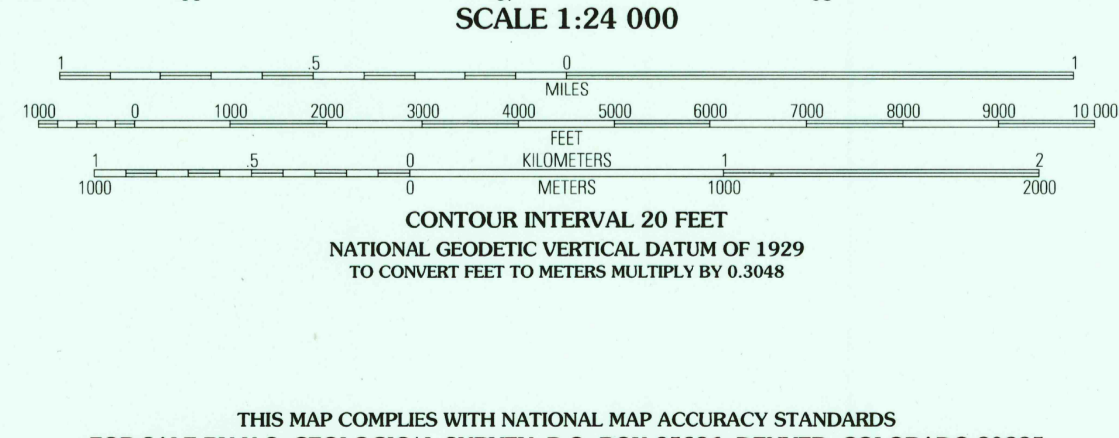 SCALE 1:24 000
1 .5 0 1
MILES
1000 0 1000 2000 3000 4000 5000 6000 7000 8000 9000 10 000
FEET
1 .5 0 KILOMETERS 1 2
1000 0 METERS 1000 2000
CONTOUR INTERVAL 20 FEET
NATIONAL GEODETIC VERTICAL DATUM OF 1929
TO CONVERT FEET TO METERS MULTIPLY BY 0.3048
THIS MAP COMPLIES WITH NATIONAL MAP ACCURACY STANDARDS